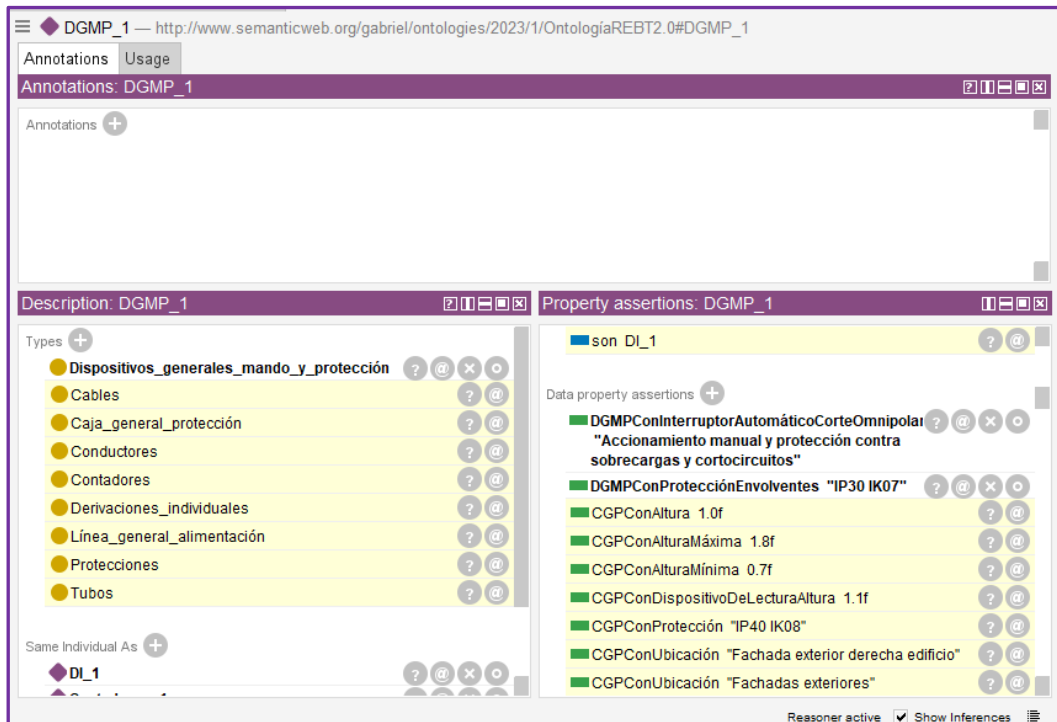 DGMP_1 — http://www.semanticweb.org/gabriel/ontologies/2023/1/OntologíaREBT2.0#DGMP_1
Annotations Usage
Annotations: DGMP_1
Annotations
Description: DGMP_1
Types
Dispositivos_generales_mando_y_protección
Cables
Caja_general_protección
Conductores
Contadores
Derivaciones_individuales
Línea_general_alimentación
Protecciones
Tubos
Same Individual As
DI_1
Property assertions: DGMP_1
son DI_1
Data property assertions
DGMPConInterruptorAutomáticoCorteOmnipolar
"Accionamiento manual y protección contra
sobrecargas y cortocircuitos"
DGMPConProtecciónEnvolventes "IP30 IK07"
CGPConAltura 1.0f
CGPConAlturaMáxima 1.8f
CGPConAlturaMínima 0.7f
CGPConDispositivoDeLecturaAltura 1.1f
CGPConProtección "IP40 IK08"
CGPConUbicación "Fachada exterior derecha edificio"
CGPConUbicación "Fachadas exteriores"
Reasoner active Show Inferences